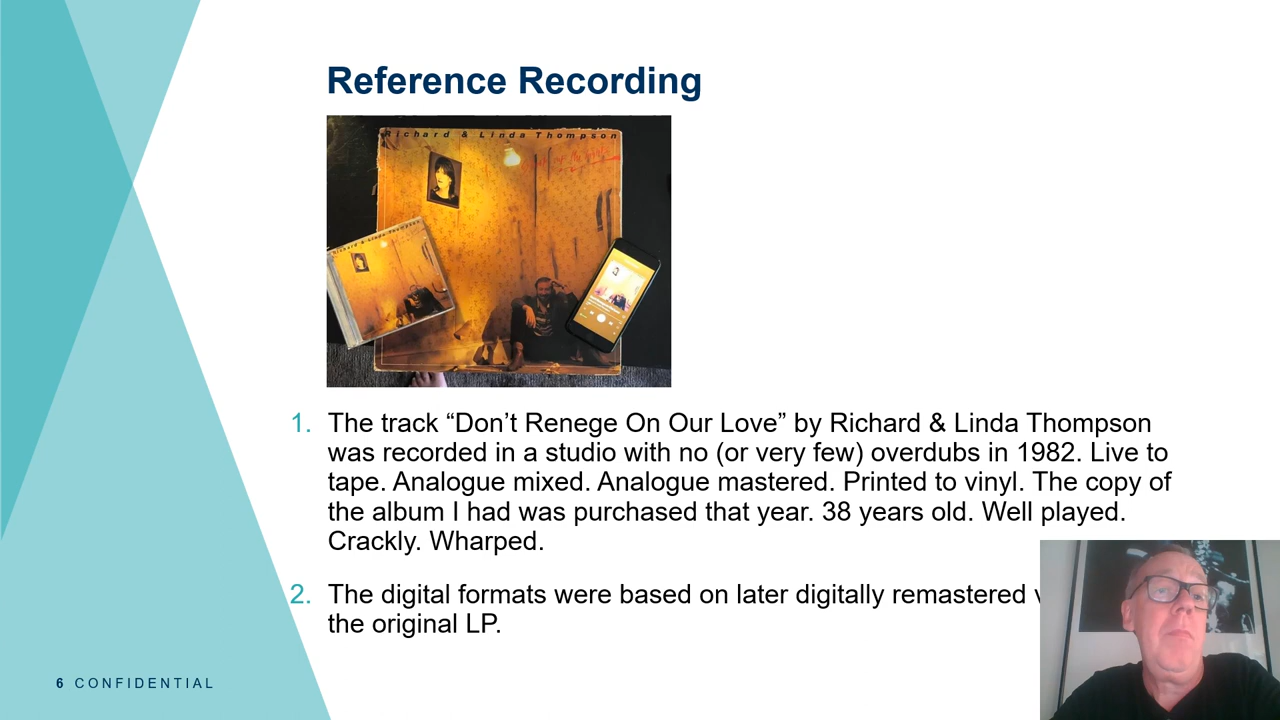 Reference Recording
Richard & Linda Thompson
Richard & Linda Thompson
1. The track “Don’t Renege On Our Love” by Richard & Linda Thompson
was recorded in a studio with no (or very few) overdubs in 1982. Live to
tape. Analogue mixed. Analogue mastered. Printed to vinyl. The copy of
the album I had was purchased that year. 38 years old. Well played.
Crackly. Wharped.
2. The digital formats were based on later digitally remastered
the original LP.
6 CONFIDENTIAL